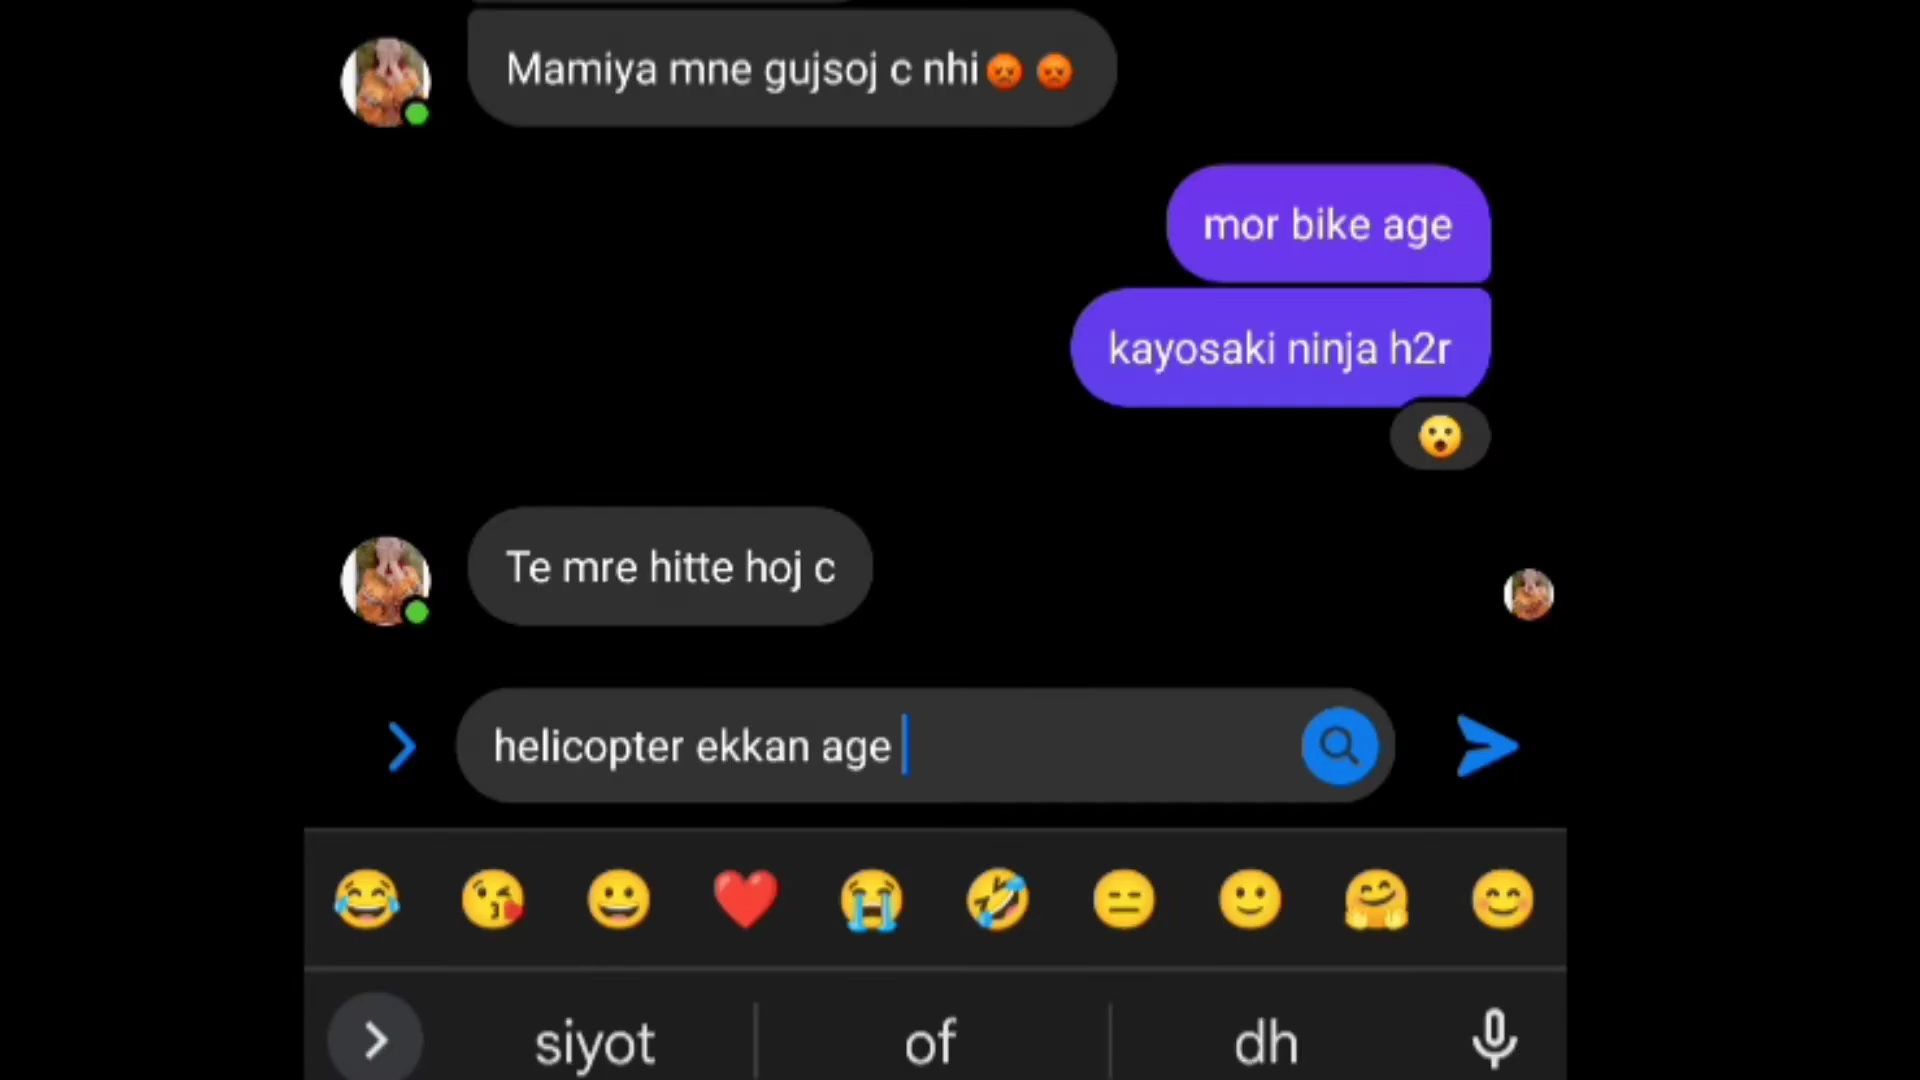 Mamiya mne gujsoj c nhi😡 😡
mor bike age
kayosaki ninja h2r
Te mre hitte hoj c
helicopter ekkan age
siyot of dh